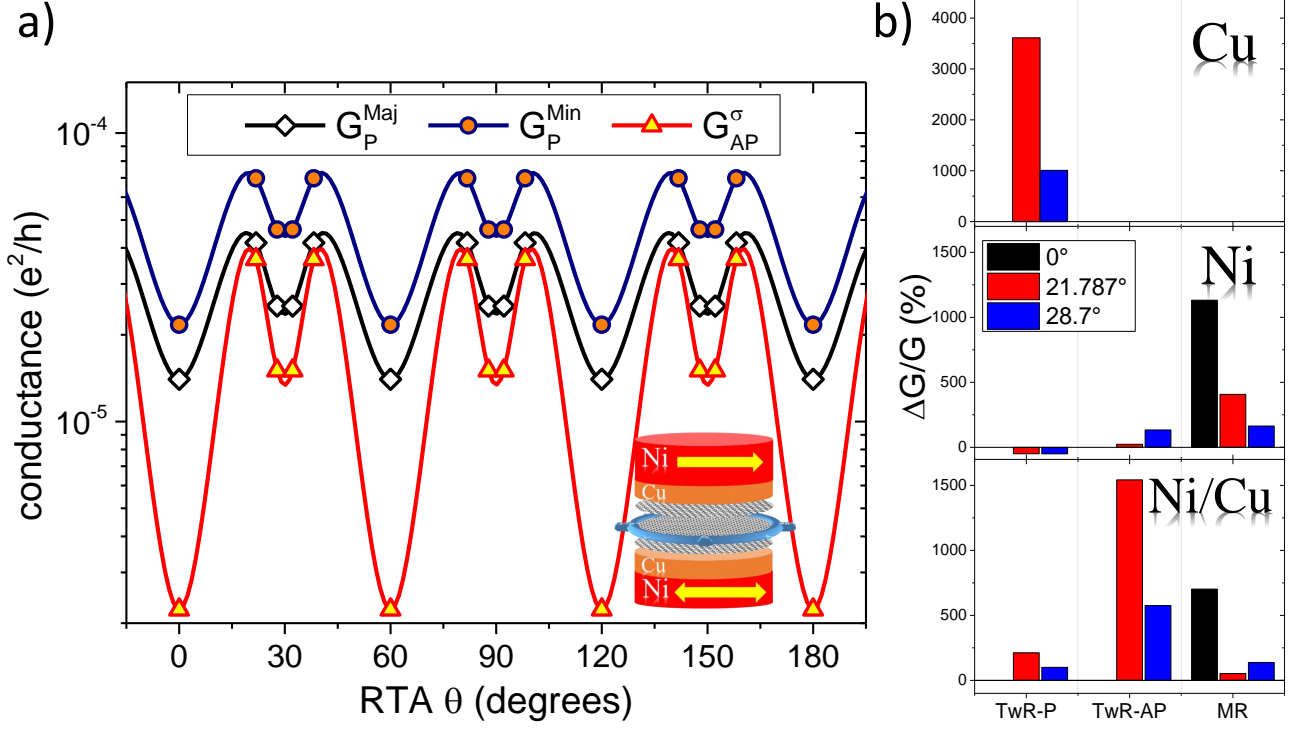 a)
G_P^Maj G_P^Min G_AP^σ
10^-4
10^-5
conductance (e²/h)
0 30 60 90 120 150 180
RTA θ (degrees)
Ni
Cu
Cu
Ni
b)
4000
3000
2000
1000
0
Cu
1500
1000
500
0
0°
21.787°
28.7°
Ni
ΔG/G (%)
1500
1000
500
0
Ni/Cu
TwR-P TwR-AP MR